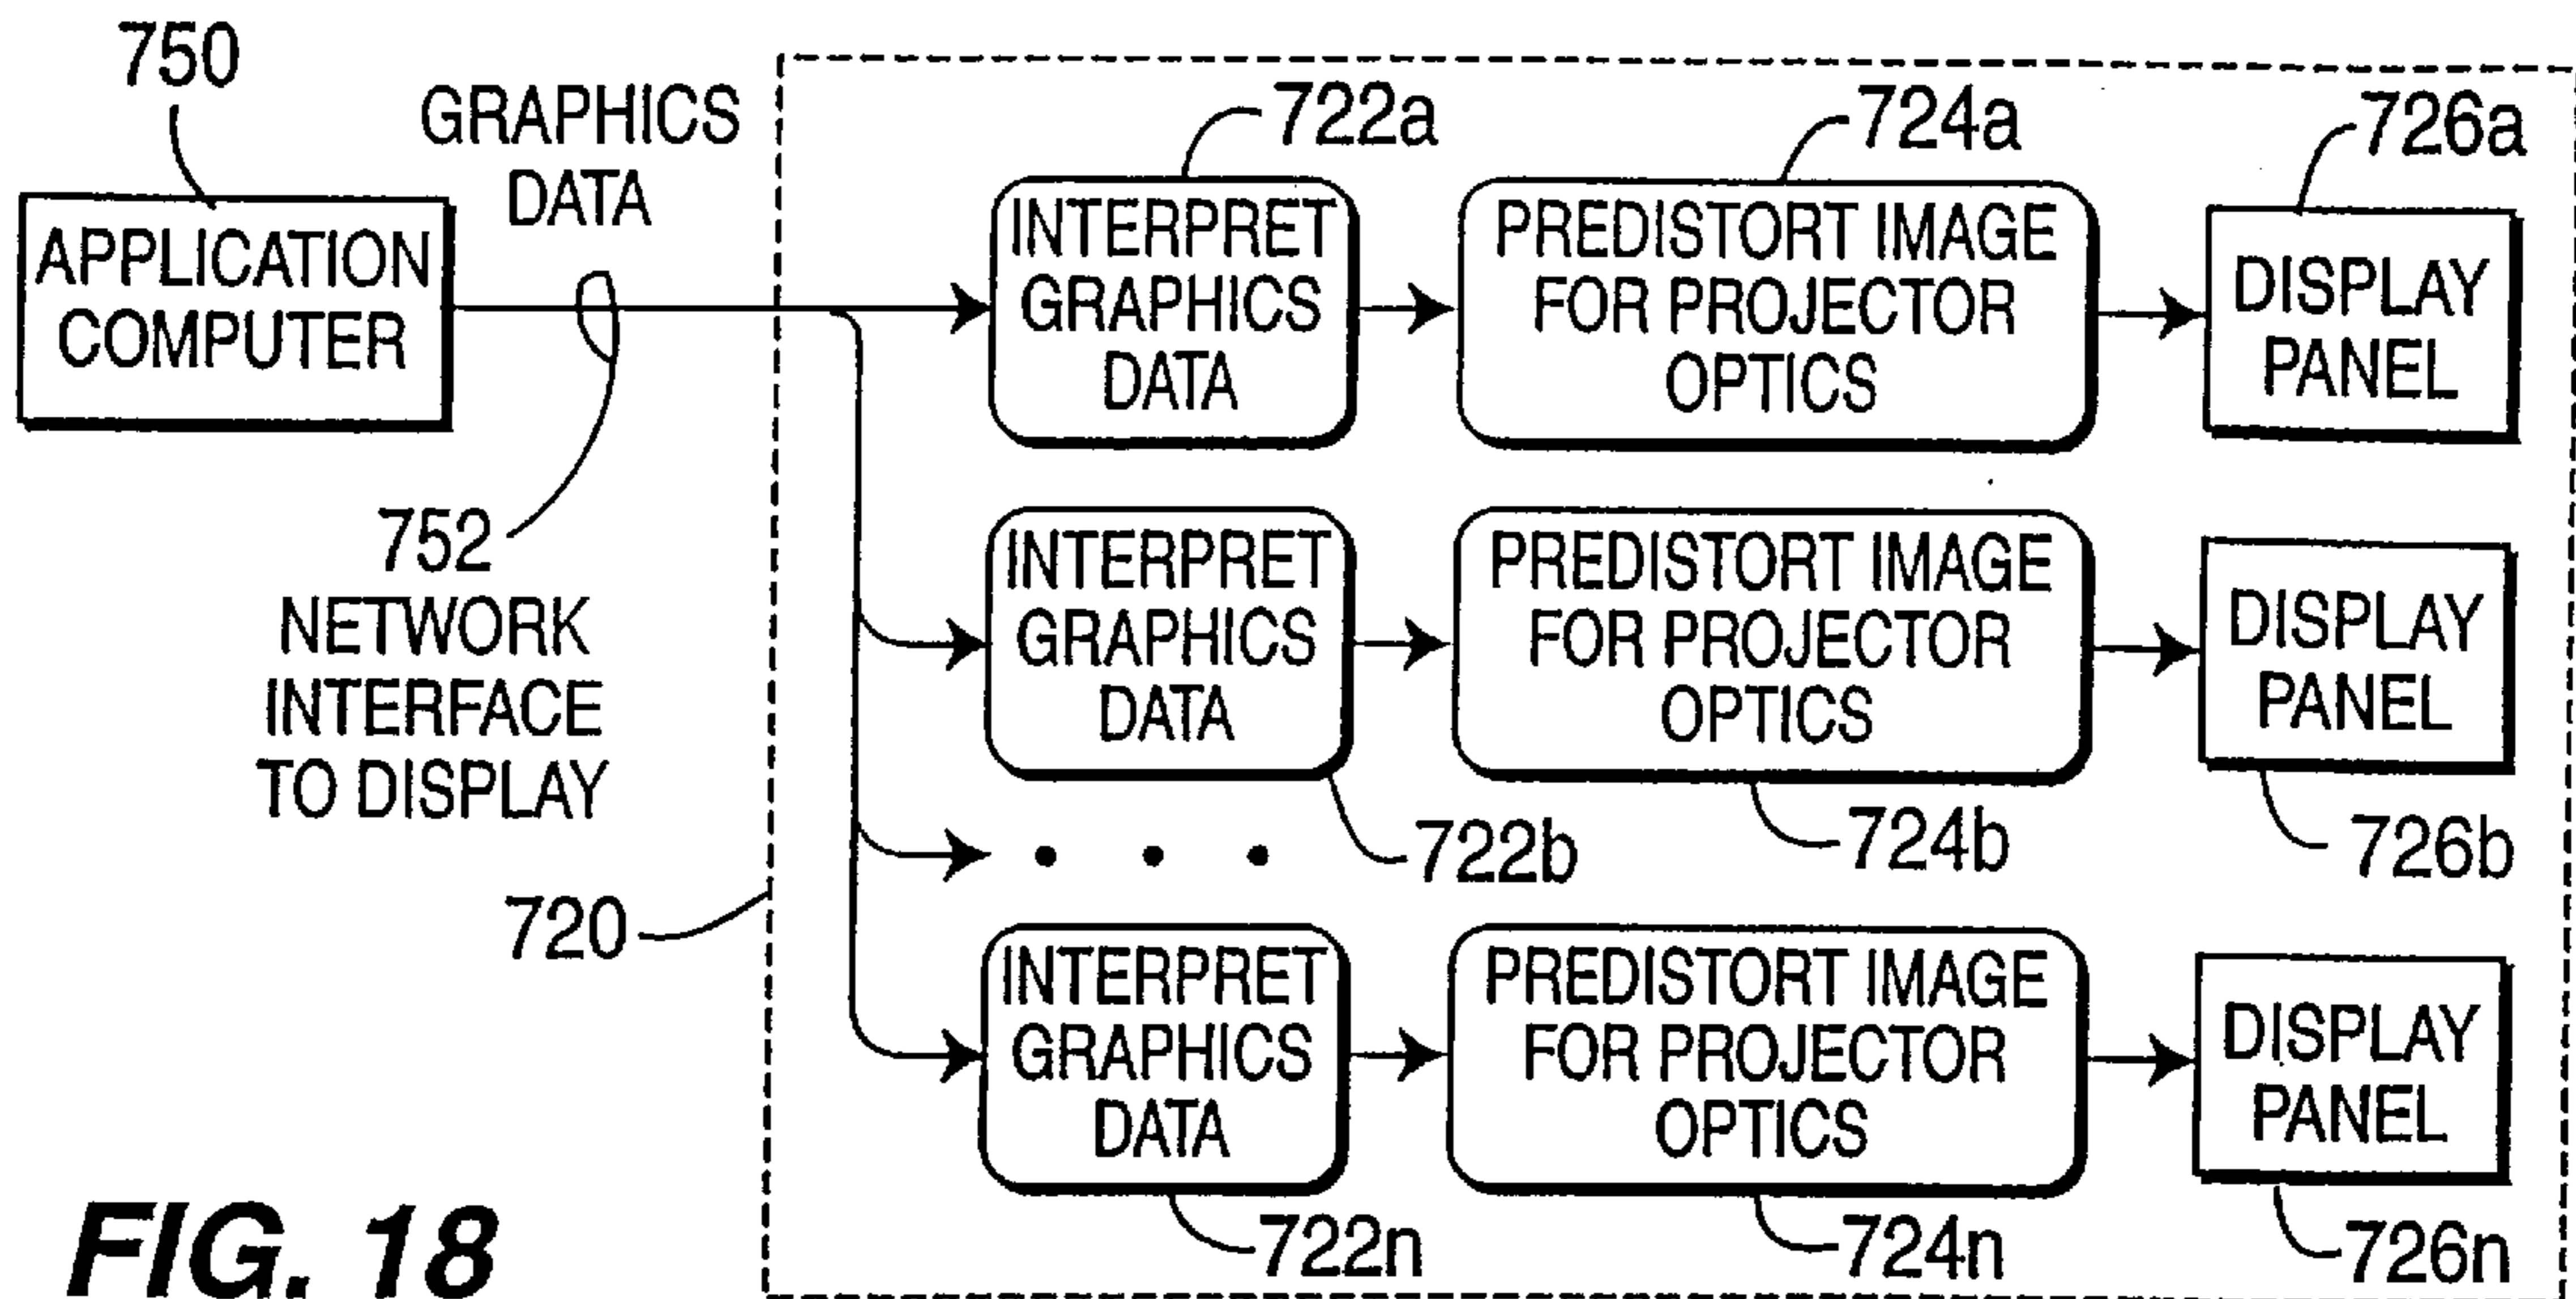 750
GRAPHICS
DATA
APPLICATION
COMPUTER
752
NETWORK
INTERFACE
TO DISPLAY
720
722a
INTERPRET
GRAPHICS
DATA
724a
PREDISTORT IMAGE
FOR PROJECTOR
OPTICS
726a
DISPLAY
PANEL
INTERPRET
GRAPHICS
DATA
722b
PREDISTORT IMAGE
FOR PROJECTOR
OPTICS
724b
DISPLAY
PANEL
726b
• • •
INTERPRET
GRAPHICS
DATA
722n
PREDISTORT IMAGE
FOR PROJECTOR
OPTICS
724n
DISPLAY
PANEL
726n
FIG. 18